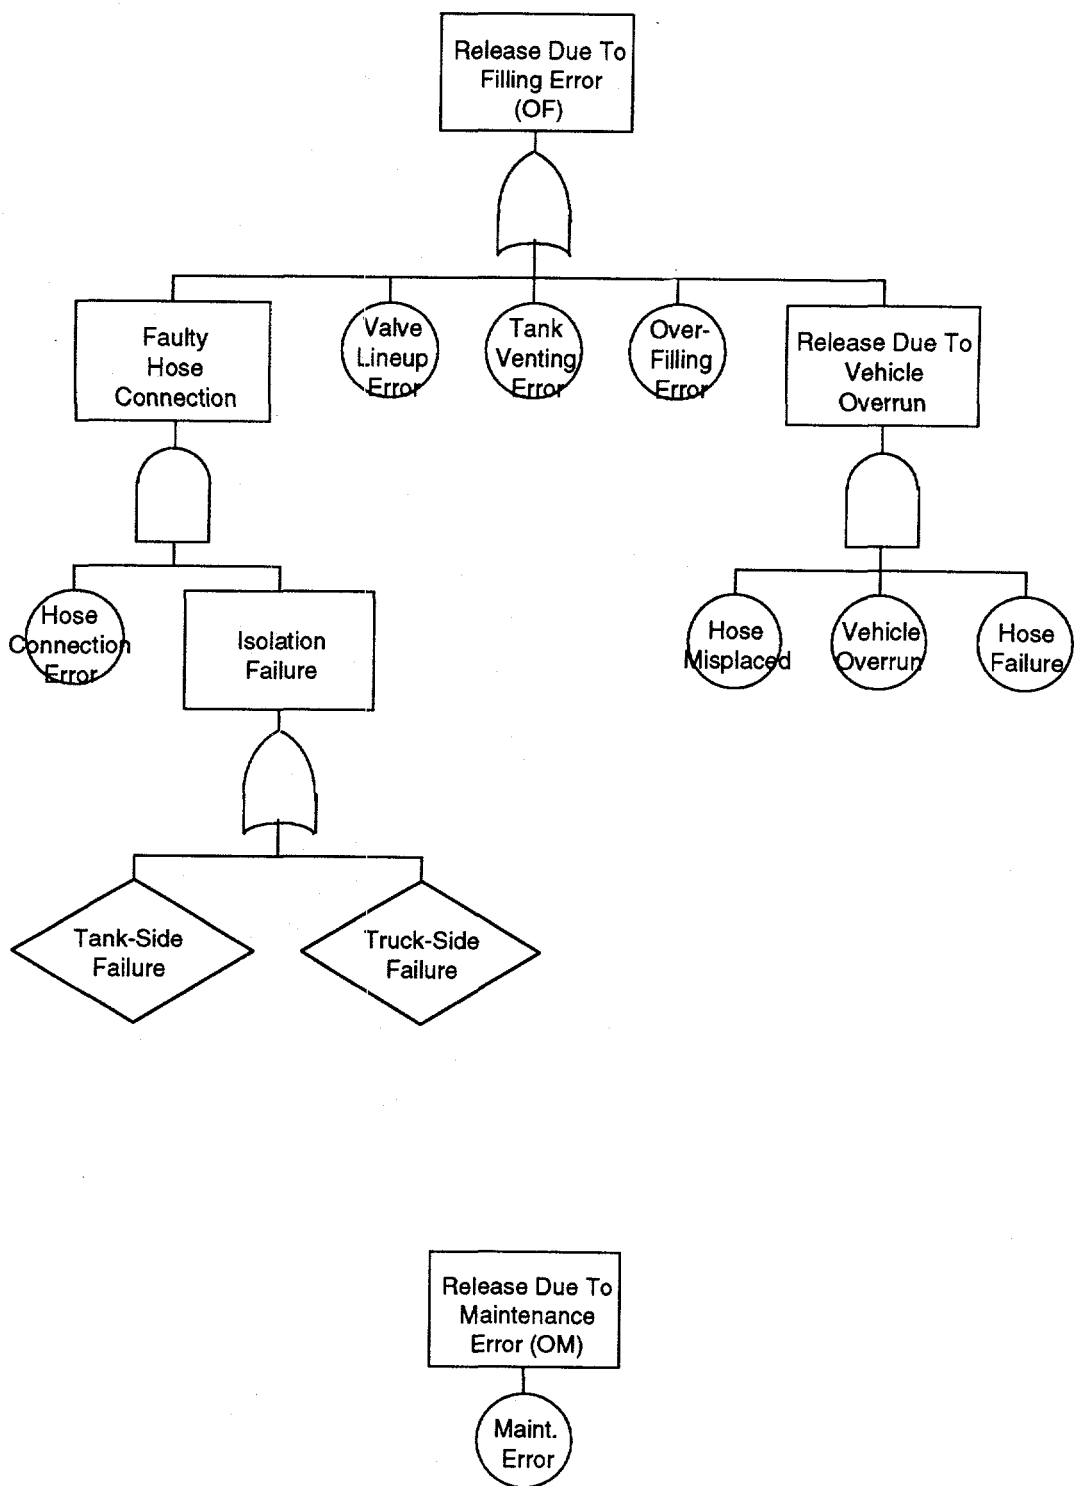 Release Due To
Filling Error
(OF)
Faulty
Hose
Connection
Valve
Lineup
Error
Tank
Venting
Error
Over-
Filling
Error
Release Due To
Vehicle
Overrun
Hose
Connection
Error
Isolation
Failure
Hose
Misplaced
Vehicle
Overrun
Hose
Failure
Tank-Side
Failure
Truck-Side
Failure
Release Due To
Maintenance
Error (OM)
Maint.
Error